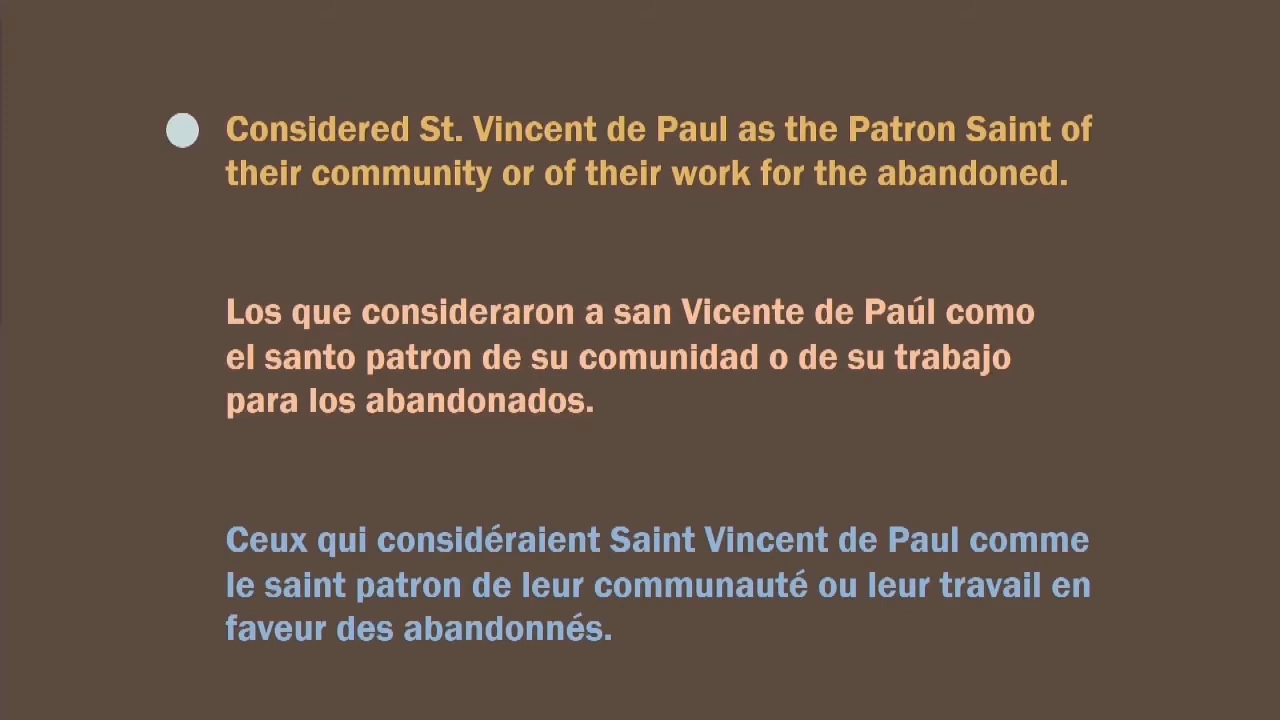 Considered St. Vincent de Paul as the Patron Saint of
their community or of their work for the abandoned.
Los que consideraron a san Vicente de Paúl como
el santo patron de su comunidad o de su trabajo
para los abandonados.
Ceux qui considéraient Saint Vincent de Paul comme
le saint patron de leur communauté ou leur travail en
faveur des abandonnés.